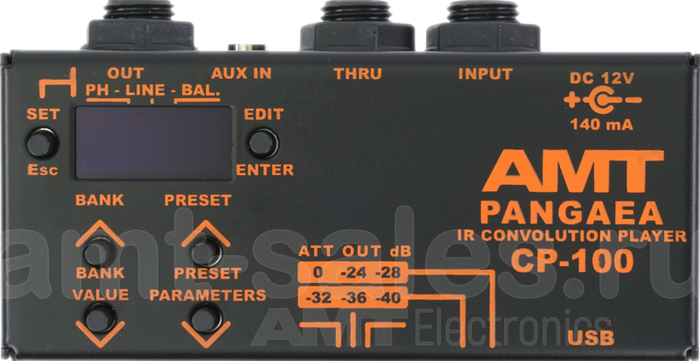 OUT AUX IN THRU INPUT
PH - LINE - BAL.
DC 12V
140 mA
SET EDIT
Esc ENTER
BANK PRESET
BANK PRESET
VALUE PARAMETERS
ATT OUT dB
0 -24 -28
-32 -36 -40
AMT
PANGAEA
IR CONVOLUTION PLAYER
CP-100
USB
amt-sales.ru
AMT Electronics